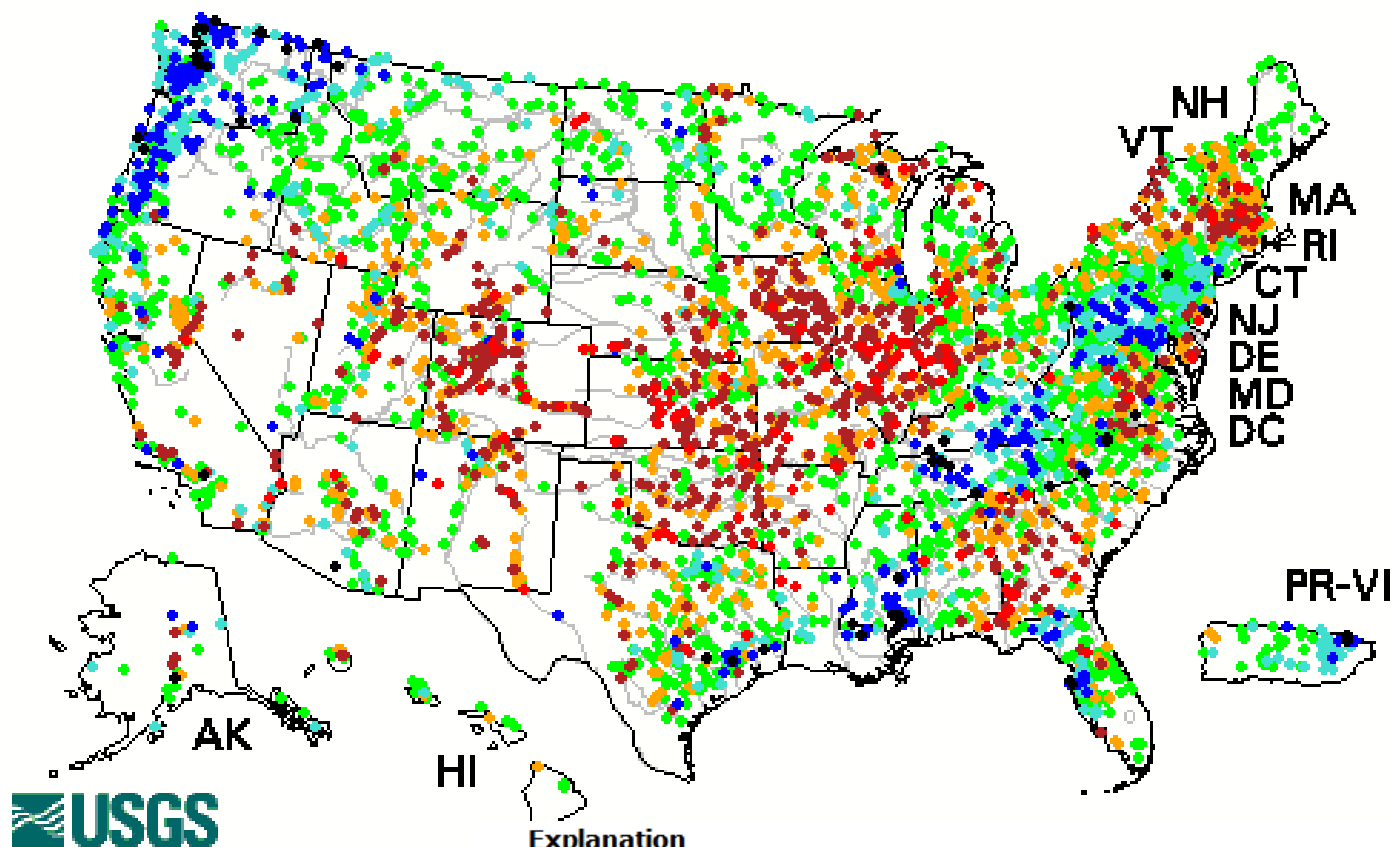 NH
VT
MA
RI
CT
NJ
DE
MD
DC
PR-VI
AK
HI
USGS
Explanation